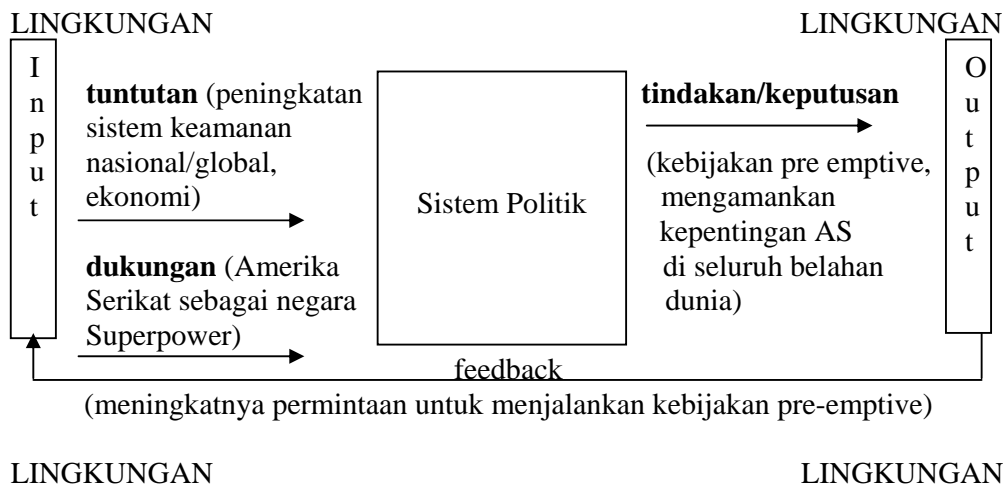 LINGKUNGAN LINGKUNGAN
Input
tuntutan (peningkatan
sistem keamanan
nasional/global,
ekonomi)
dukungan (Amerika
Serikat sebagai negara
Superpower)
Sistem Politik
tindakan/keputusan
(kebijakan pre emptive,
mengamankan
kepentingan AS
di seluruh belahan
dunia)
Output
feedback
(meningkatnya permintaan untuk menjalankan kebijakan pre-emptive)
LINGKUNGAN LINGKUNGAN